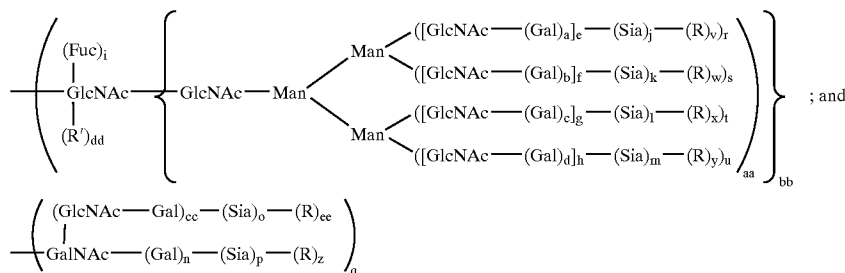 (Fuc)i
([GlcNAc—(Gal)a]e—(Sia)j—(R)v)r
Man
([GlcNAc—(Gal)b]f—(Sia)k—(R)w)s
GlcNAc—GlcNAc—Man
; and
([GlcNAc—(Gal)c]g—(Sia)l—(R)x)t
Man
(R')dd
([GlcNAc—(Gal)d]h—(Sia)m—(R)y)u
aa
bb
(GlcNAc—Gal)cc—(Sia)o—(R)ee
GalNAc—(Gal)n—(Sia)p—(R)z
q